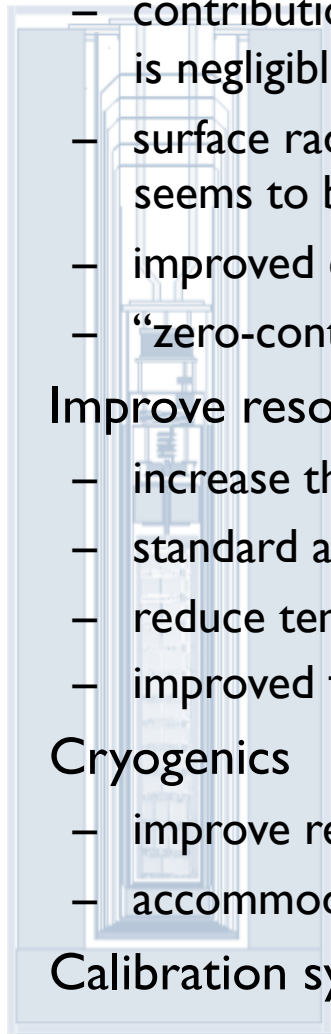 – contributi
is negligibl
– surface rad
seems to b
– improved
– “zero-cont
Improve reso
– increase th
– standard a
– reduce ter
– improved
Cryogenics
– improve re
– accommod
Calibration sy